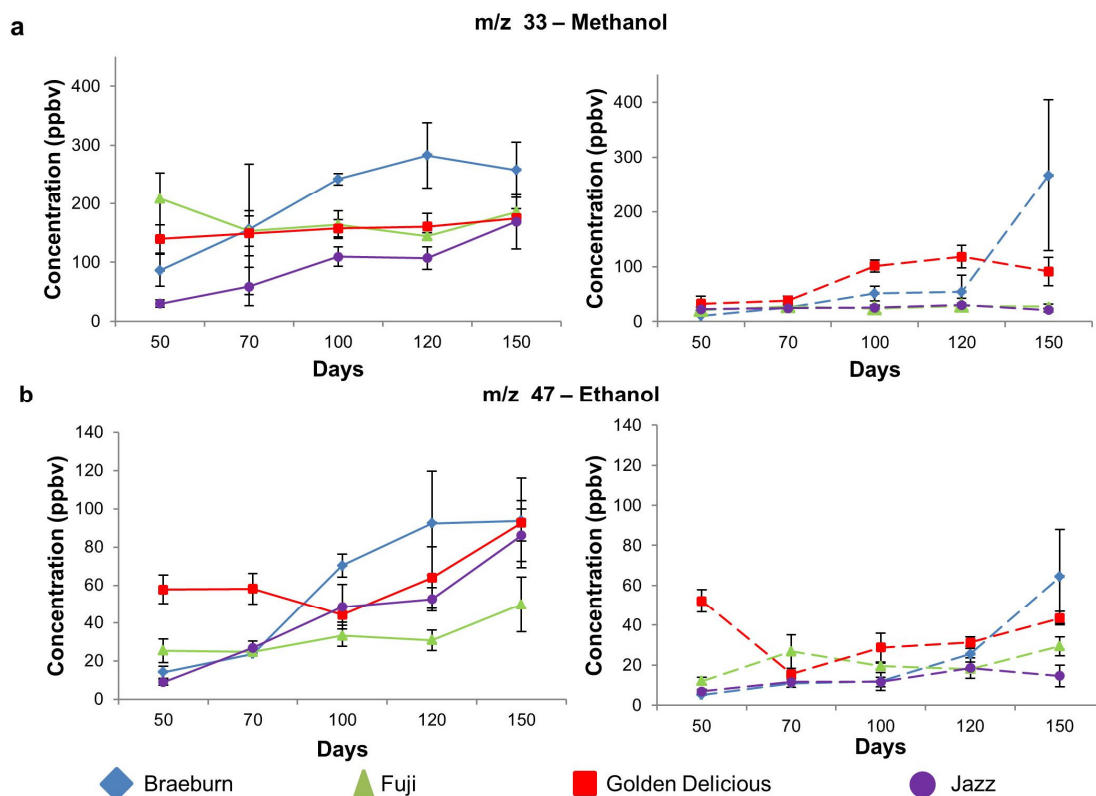 a
m/z 33 – Methanol
Concentration (ppbv)
400
300
200
100
0
50 70 100 120 150
Days
Concentration (ppbv)
400
300
200
100
0
50 70 100 120 150
Days
b
m/z 47 – Ethanol
Concentration (ppbv)
140
120
100
80
60
40
20
0
50 70 100 120 150
Days
Concentration (ppbv)
140
120
100
80
60
40
20
0
50 70 100 120 150
Days
Braeburn Fuji Golden Delicious Jazz